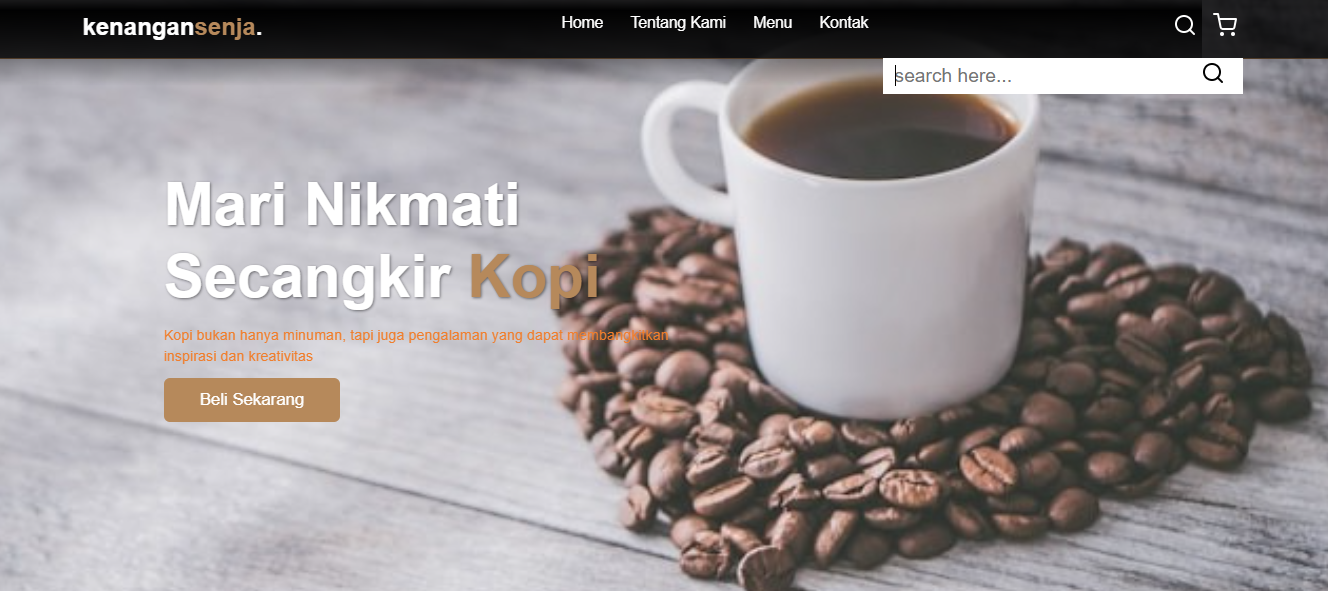 kenangansenja.
Home Tentang Kami Menu Kontak
search here...
Mari Nikmati
Secangkir Kopi
Kopi bukan hanya minuman, tapi juga pengalaman yang dapat membangkitkan
inspirasi dan kreativitas
Beli Sekarang